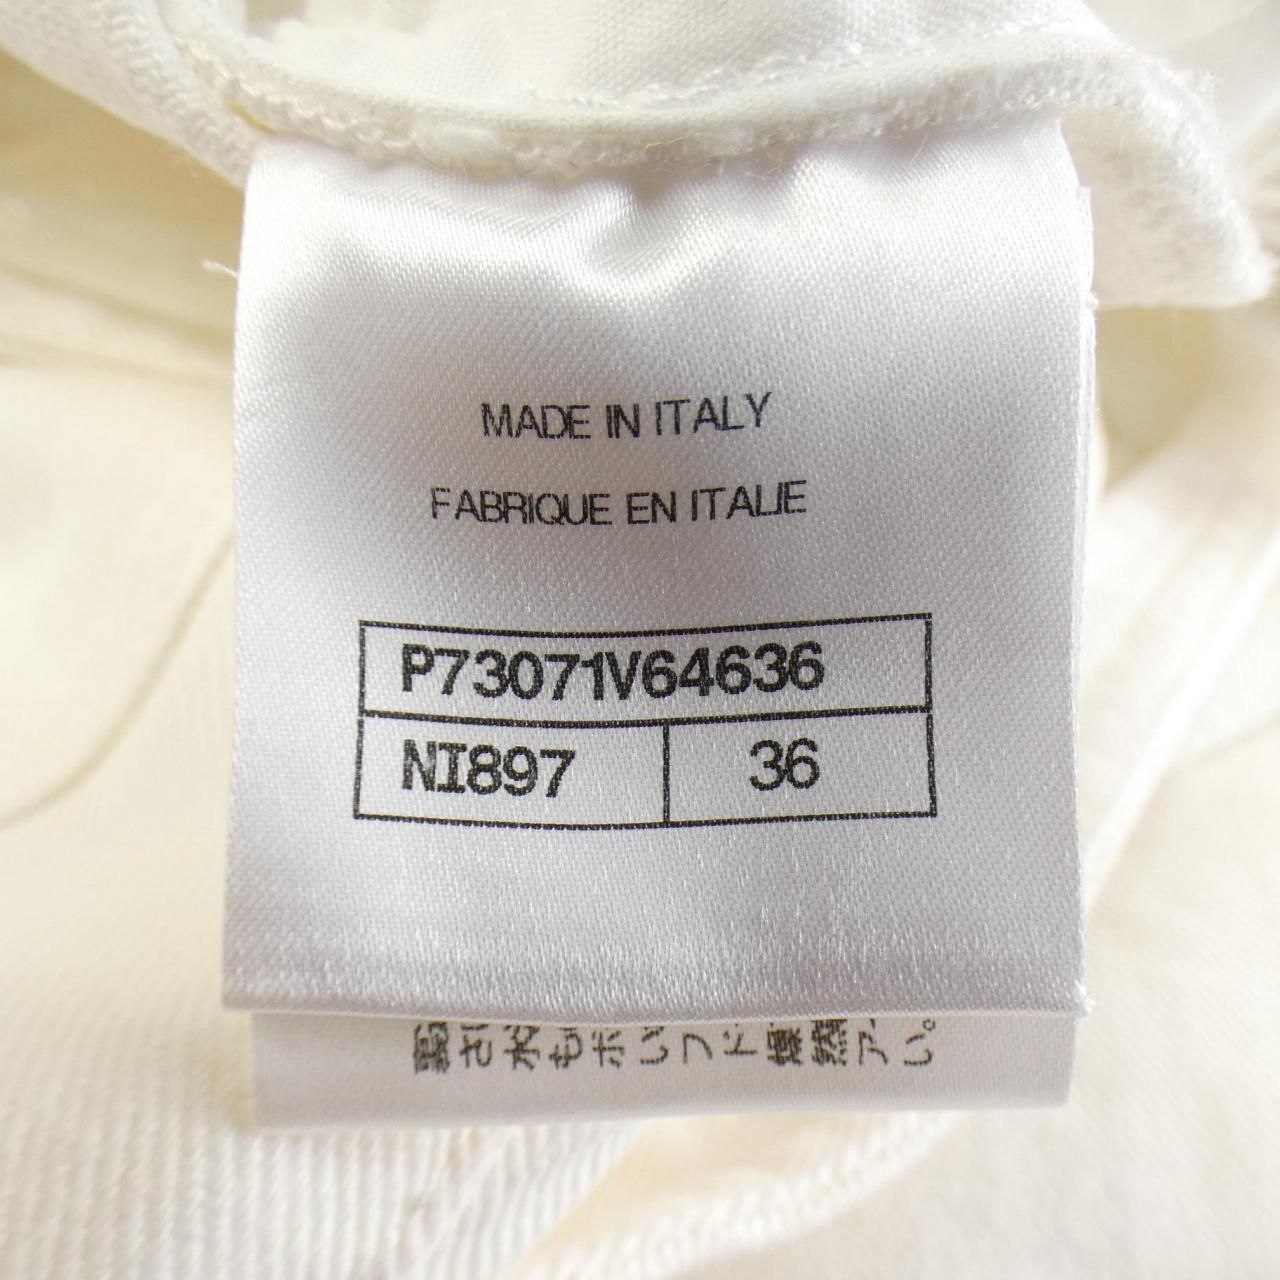 MADE IN ITALY
FABRIQUE EN ITALIE
P73071V64636
NI897 36